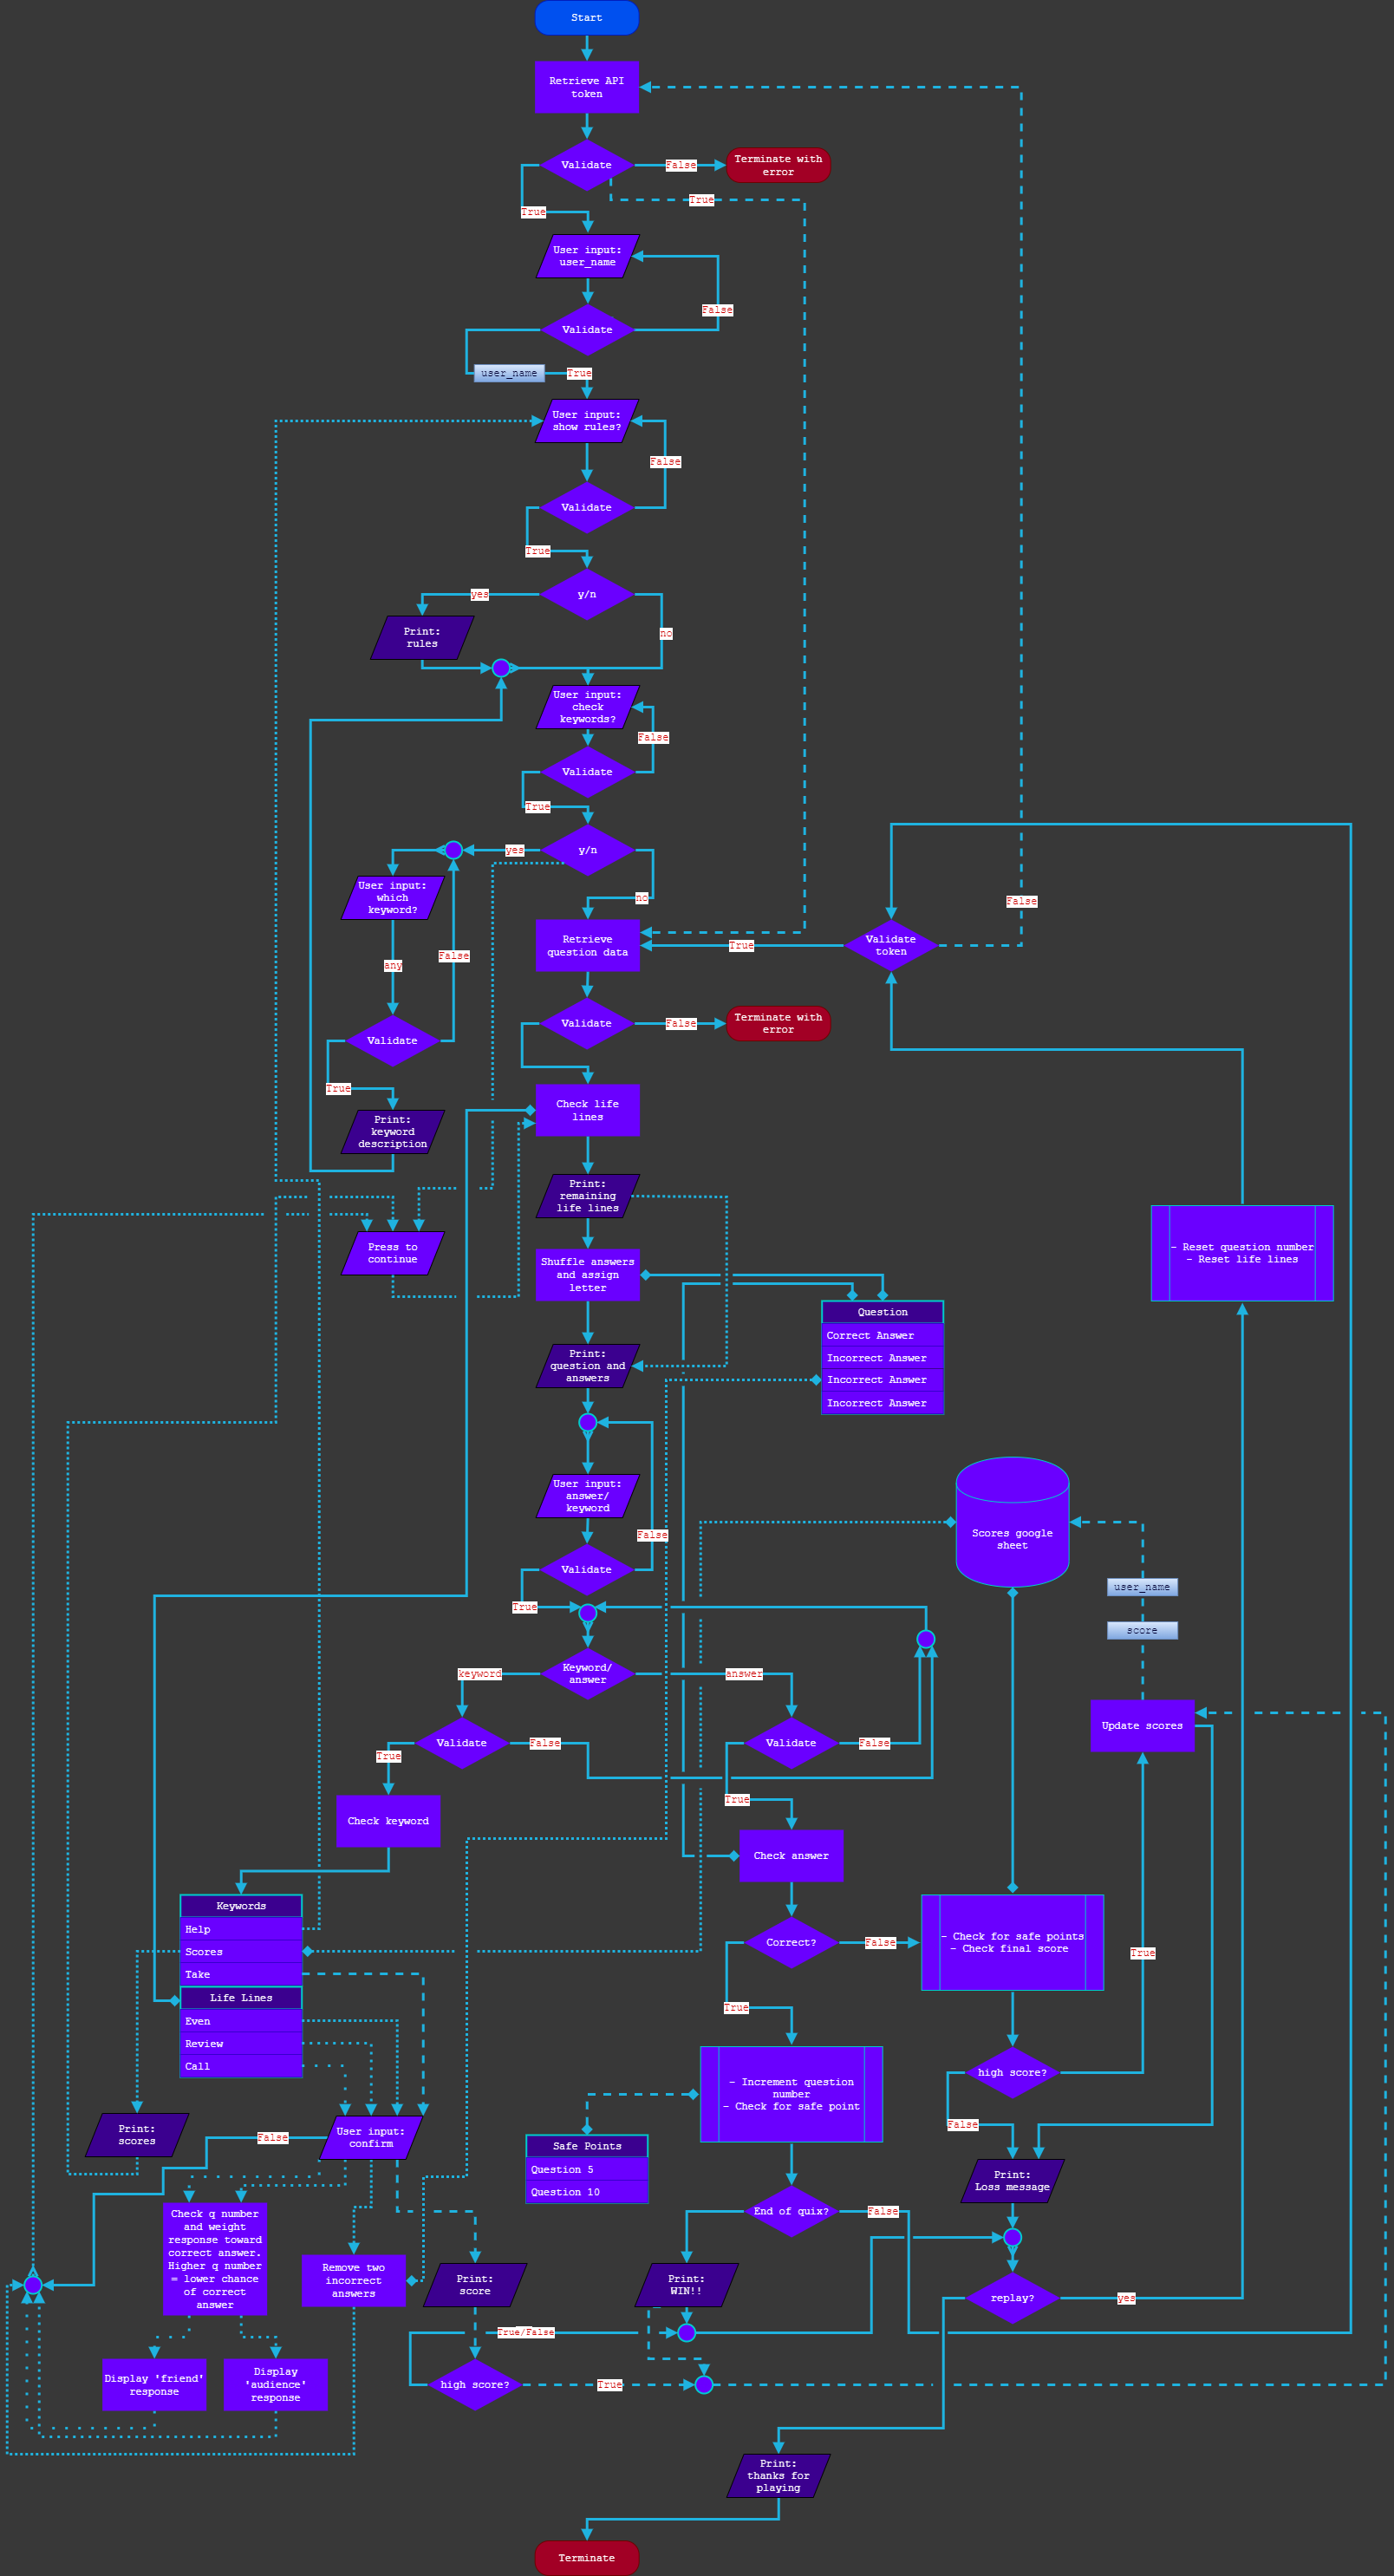 Start
Retrieve API
token
Validate
False
Terminate with
error
True
True
User input:
user_name
False
Validate
user_name
True
User input:
show rules?
False
Validate
True
y/n
yes
no
Print:
rules
User input:
check
keywords?
False
Validate
True
y/n
yes
no
User input:
which
keyword?
False
Validate
token
False
Retrieve
question data
True
any
False
Validate
False
Terminate with
error
Validate
True
Check life
lines
Print:
keyword
description
Print:
remaining
life lines
Press to
continue
- Reset question number
- Reset life lines
Shuffle answers
and assign
letter
Question
Correct Answer
Incorrect Answer
Incorrect Answer
Incorrect Answer
Print:
question and
answers
User input:
answer/
keyword
False
Validate
True
Scores google
sheet
user_name
score
Keyword/
answer
keyword
answer
Update scores
Validate
False
Validate
False
True
True
Check keyword
Check answer
Keywords
Help
Scores
Take
Life Lines
Even
Review
Call
Correct?
False
- Check for safe points
- Check final score
True
True
- Increment question
number
- Check for safe point
high score?
False
Print:
scores
False
User input:
confirm
Safe Points
Question 5
Question 10
Print:
Loss message
Check q number
and weight
response toward
correct answer.
Higher q number
= lower chance
of correct
answer
End of quix?
False
Remove two
incorrect
answers
Print:
score
Print:
WIN!!
replay?
yes
True/False
Display 'friend'
response
Display
'audience'
response
high score?
True
Print:
thanks for
playing
Terminate